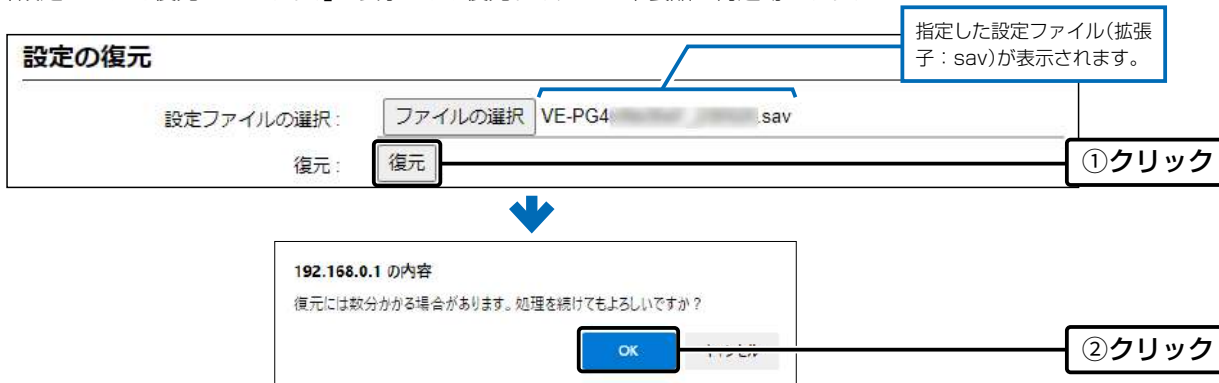 指定した設定ファイル(拡張
子：sav)が表示されます。
設定の復元
設定ファイルの選択:
ファイルの選択 VE-PG4 .sav
復元:
復元
①クリック
192.168.0.1 の内容
復元には数分かかる場合があります。処理を続けてもよろしいですか？
OK
②クリック